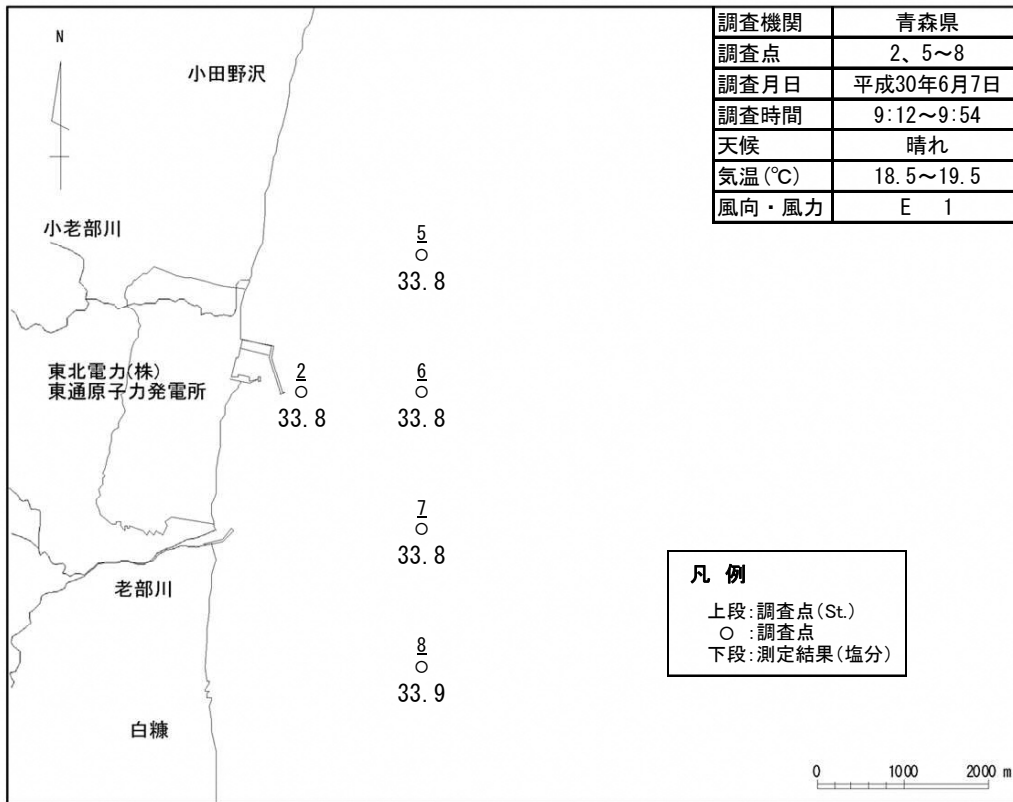 調査機関 青森県
調査点 2、5～8
調査月日 平成30年6月7日
調査時間 9:12～9:54
天候 晴れ
気温(℃) 18.5～19.5
風向・風力 E 1
N
小田野沢
小老部川
5
33.8
東北電力(株)
東通原子力発電所
2
33.8
6
33.8
7
33.8
老部川
8
33.9
白糠
凡 例
上段:調査点(St.)
○ :調査点
下段:測定結果(塩分)
0 1000 2000 m